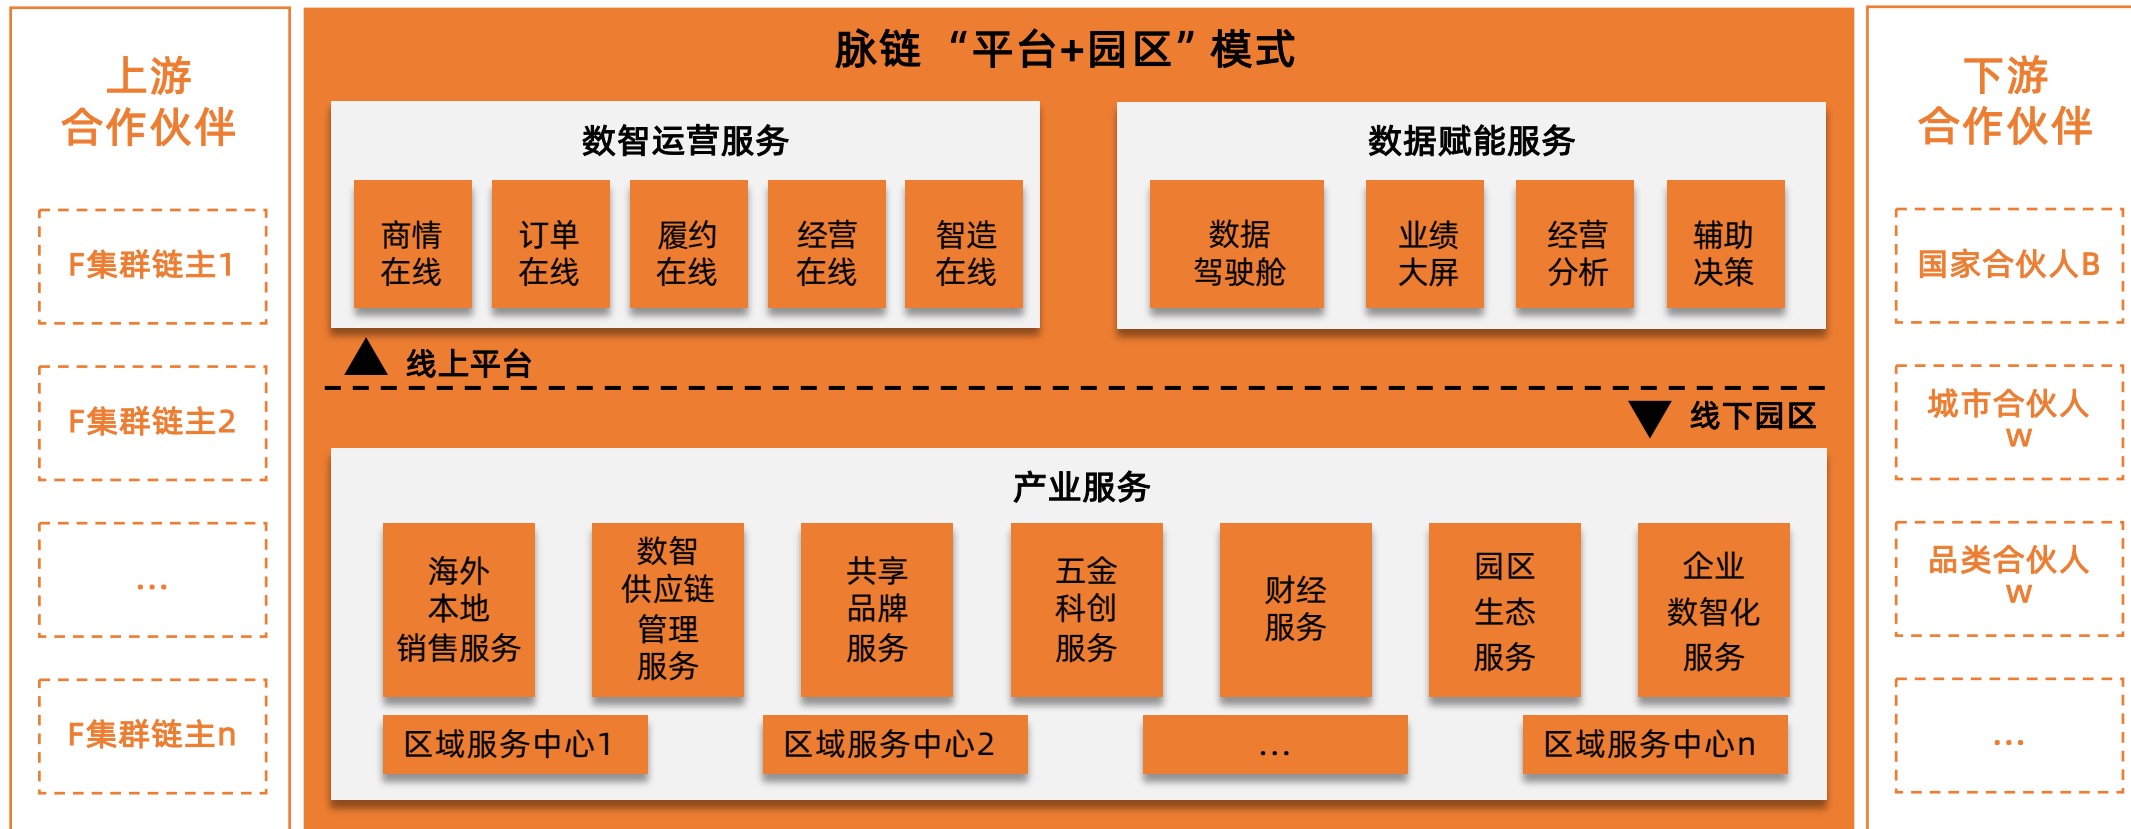 上游
合作伙伴
F集群链主1
F集群链主2
...
F集群链主n
脉链“平台+园区”模式
数智运营服务
商情
在线
订单
在线
履约
在线
经营
在线
智造
在线
数据赋能服务
数据
驾驶舱
业绩
大屏
经营
分析
辅助
决策
线上平台
线下园区
产业服务
海外
本地
销售服务
数智
供应链
管理
服务
共享
品牌
服务
五金
科创
服务
财经
服务
园区
生态
服务
企业
数智化
服务
区域服务中心1
区域服务中心2
...
区域服务中心n
下游
合作伙伴
国家合伙人B
城市合伙人
w
品类合伙人
w
...